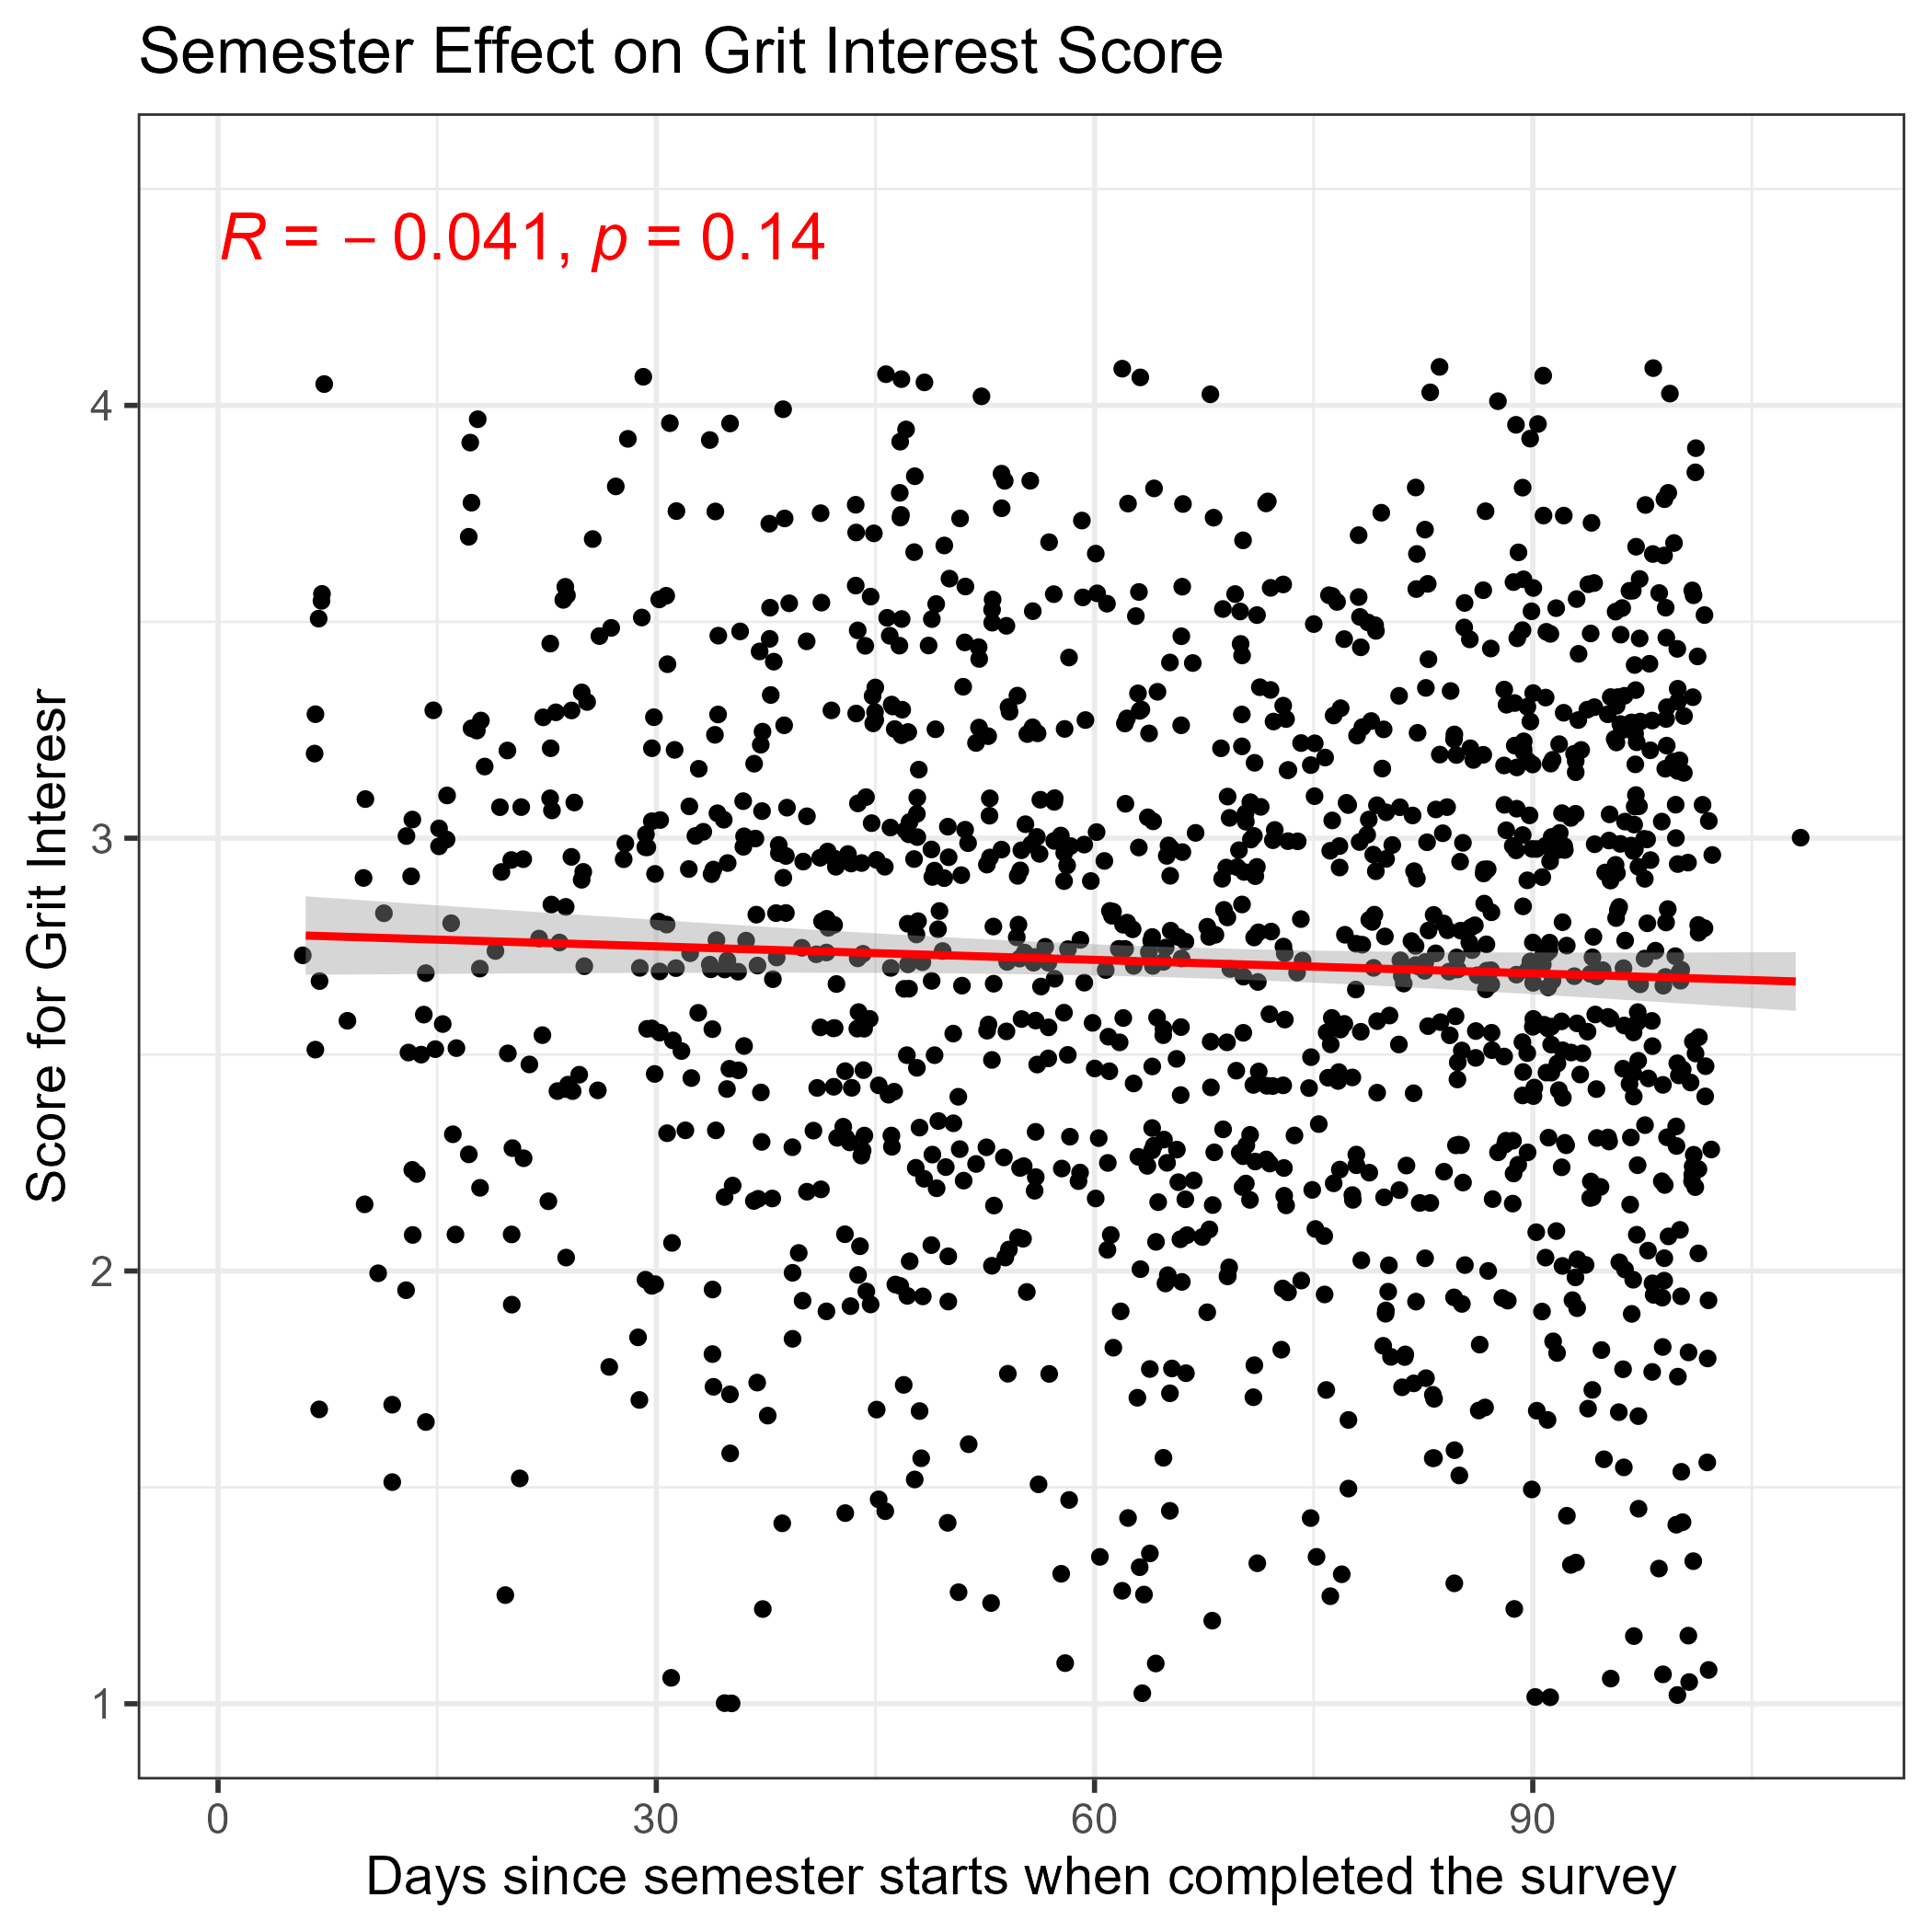 Semester Effect on Grit Interest Score
R = − 0.041, p = 0.14
4
3
2
1
Score for Grit Interesr
0 30 60 90
Days since semester starts when completed the survey